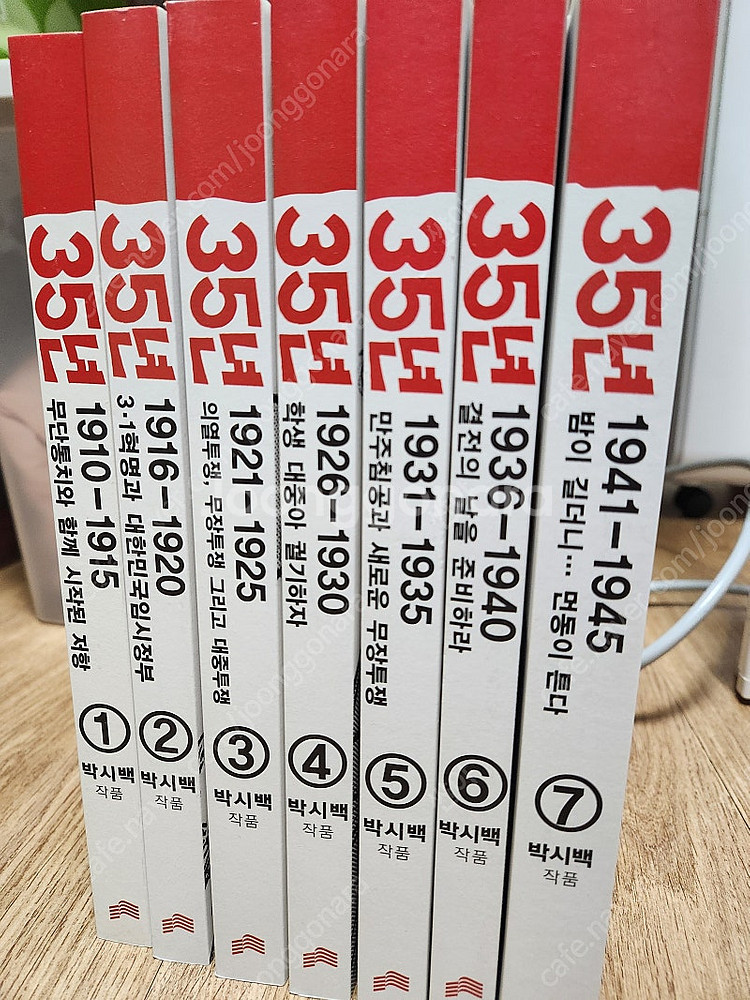 35년
1910-1915
무단통치와 함께 시작된 저항
1
박시백
작품
35년
1916-1920
3·1혁명과 대한민국임시정부
2
박시백
작품
35년
1921-1925
의열투쟁, 무장투쟁 그리고 대중투쟁
3
박시백
작품
35년
1926-1930
학생 대중아 궐기하자
4
박시백
작품
35년
1931-1935
만주침공과 새로운 무장투쟁
5
박시백
작품
35년
1936-1940
결전의 날을 준비하라
6
박시백
작품
35년
1941-1945
밤이 길더니… 먼동이 튼다
7
박시백
작품
cafe.naver.com/joonggonara
joonggonara